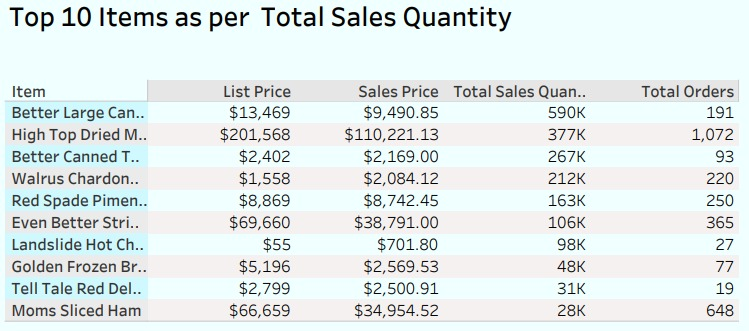 Top 10 Items as per Total Sales Quantity
Item List Price Sales Price Total Sales Quan.. Total Orders
Better Large Can.. $13,469 $9,490.85 590K 191
High Top Dried M.. $201,568 $110,221.13 377K 1,072
Better Canned T.. $2,402 $2,169.00 267K 93
Walrus Chardon.. $1,558 $2,084.12 212K 220
Red Spade Pimen.. $8,869 $8,742.45 163K 250
Even Better Stri.. $69,660 $38,791.00 106K 365
Landslide Hot Ch.. $55 $701.80 98K 27
Golden Frozen Br.. $5,196 $2,569.53 48K 77
Tell Tale Red Del.. $2,799 $2,500.91 31K 19
Moms Sliced Ham $66,659 $34,954.52 28K 648